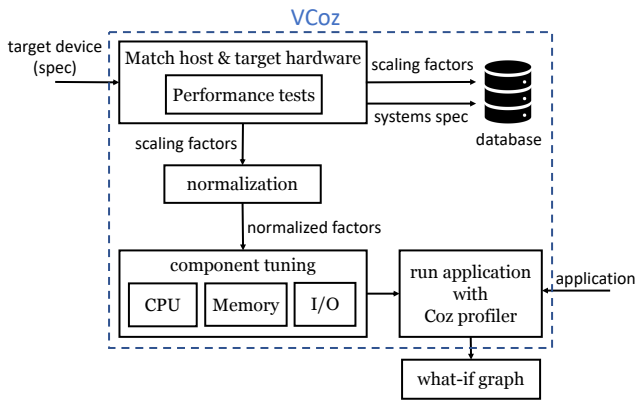 VCoz
target device
(spec)
Match host & target hardware
Performance tests
scaling factors
systems spec
database
scaling factors
normalization
normalized factors
component tuning
CPU
Memory
I/O
run application
with
Coz profiler
application
what-if graph